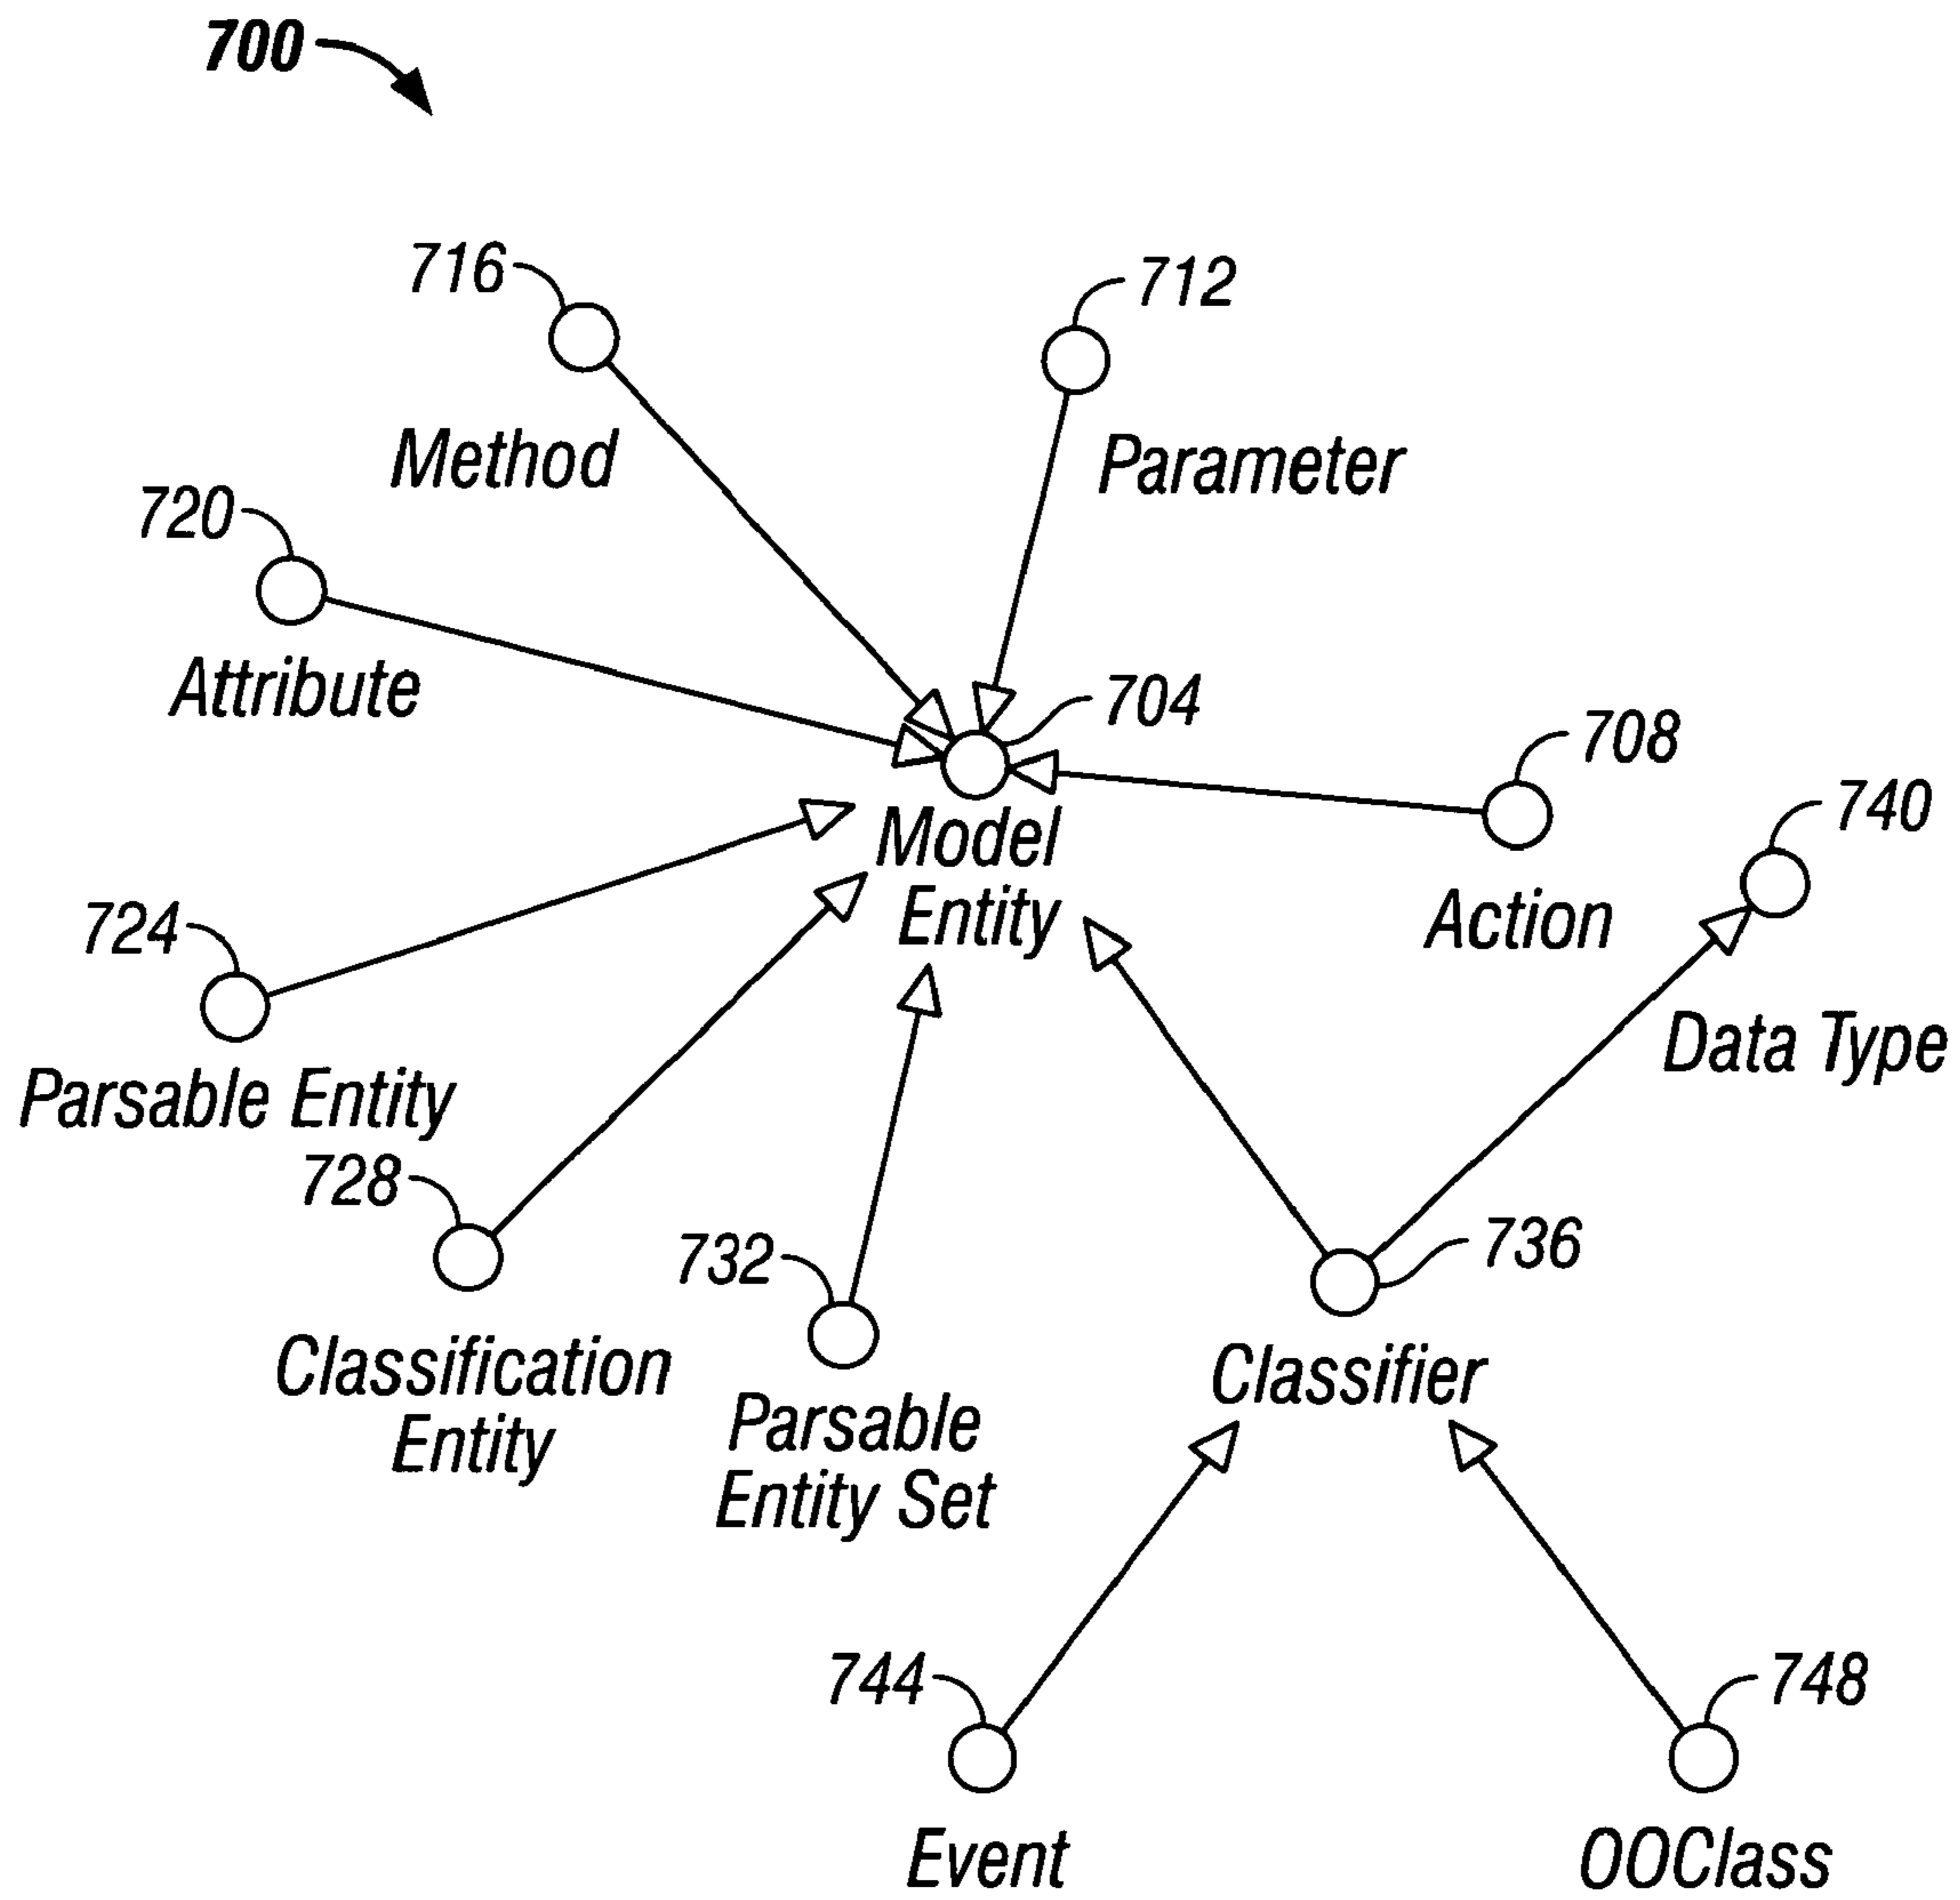 700
716
712
Method
Parameter
720
Attribute
704
708
740
Model
Entity
Action
724
Data Type
Parsable Entity
728
732
736
Classification
Entity
Classifier
Parsable
Entity Set
744
748
Event
OOClass